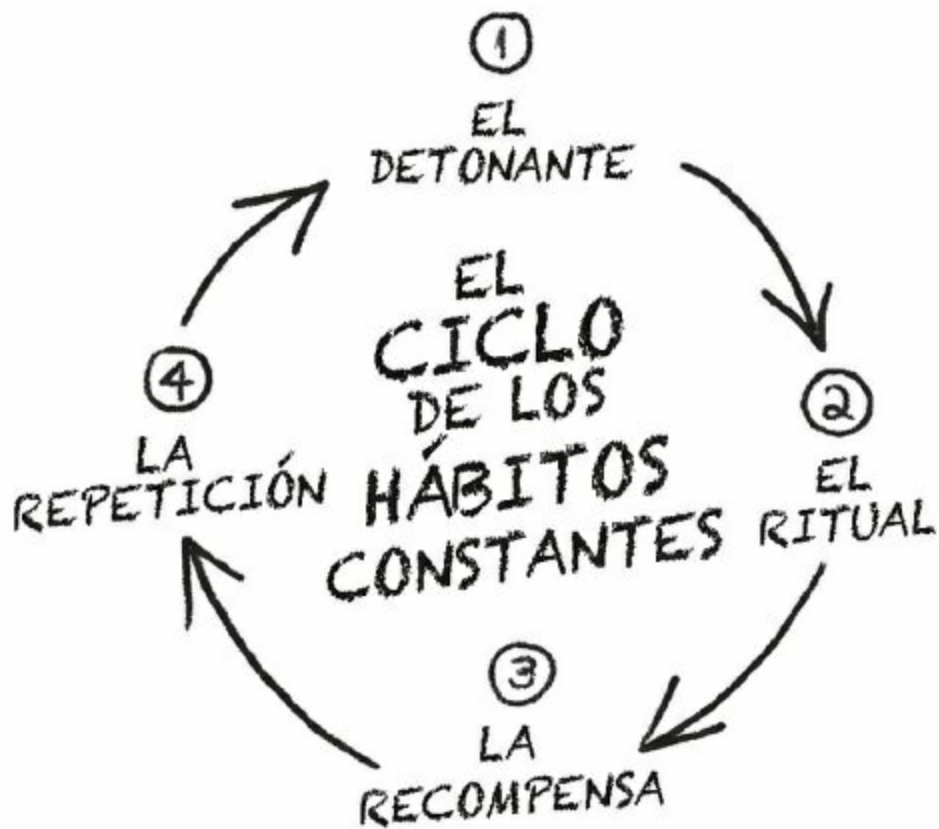 1
EL
DETONANTE
EL
CICLO
DE LOS
HÁBITOS
CONSTANTES
2
EL
RITUAL
3
LA
RECOMPENSA
4
LA
REPETICIÓN